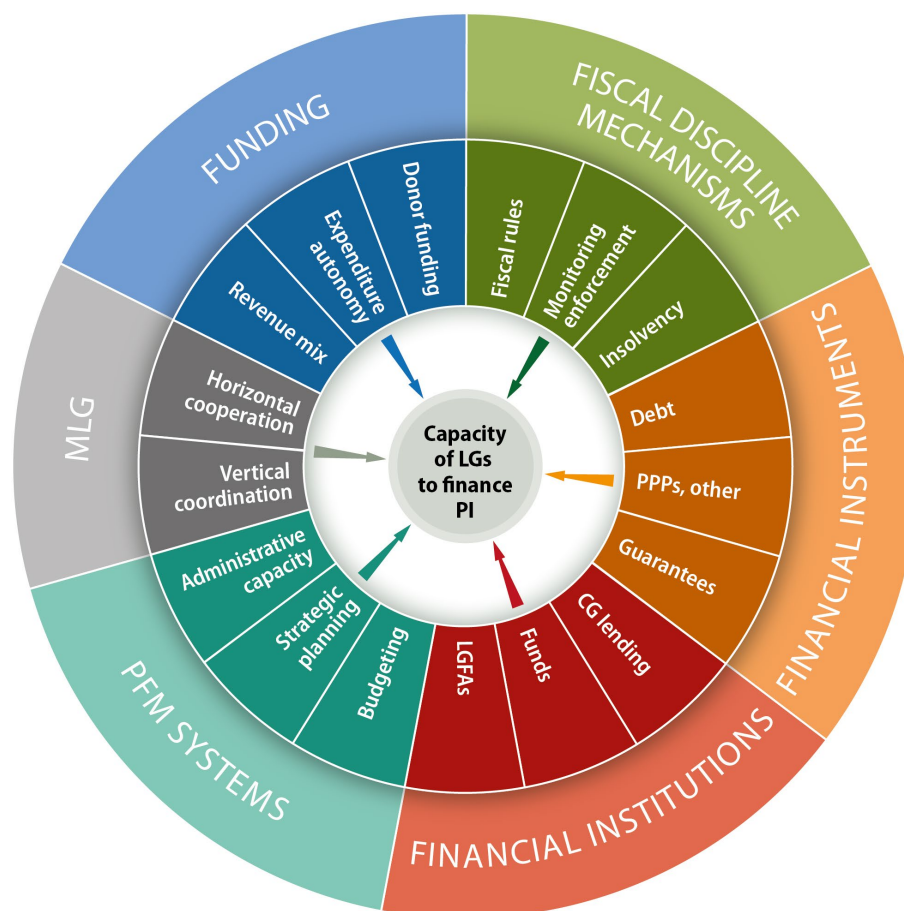 FUNDING
FISCAL DISCIPLINE
MECHANISMS
FINANCIAL INSTRUMENTS
FINANCIAL INSTITUTIONS
PFM SYSTEMS
MLG
Revenue mix
Expenditure
autonomy
Donor funding
Fiscal rules
Monitoring
enforcement
Insolvency
Debt
PPPs, other
Guarantees
CG lending
Funds
LGFAs
Budgeting
Strategic
planning
Administrative
capacity
Vertical
coordination
Horizontal
cooperation
Capacity
of LGs
to finance
PI